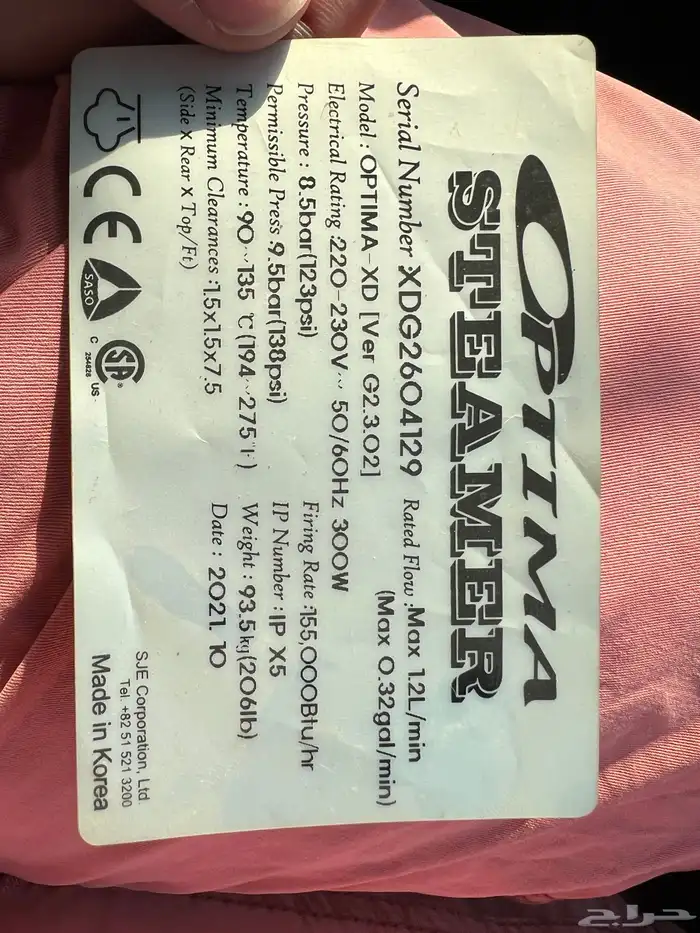 OPTIMA
STEAMER
Serial Number XDG2604129
Rated Flow : Max 1.2L/min
(Max 0.32gal/min)
Model : OPTIMA-XD [Ver G2.3.02]
Electrical Rating :220-230V~ 50/60Hz 300W
Pressure : 8.5bar(123psi)
Firing Rate :155,000Btu/hr
Permissible Press :9.5bar(138psi)
IP Number : IP X5
Temperature : 90~135 ℃ (194~275°F)
Weight : 93.5kg(206lb)
Minimum Clearances :1.5x1.5x7.5
Date : 2021. 10
(Side X Rear X Top/Ft)
CE
SASO
SA
C
US
254828
SJE Corporation, Ltd
Tel. +82 51 521 3200
Made in Korea
حراج